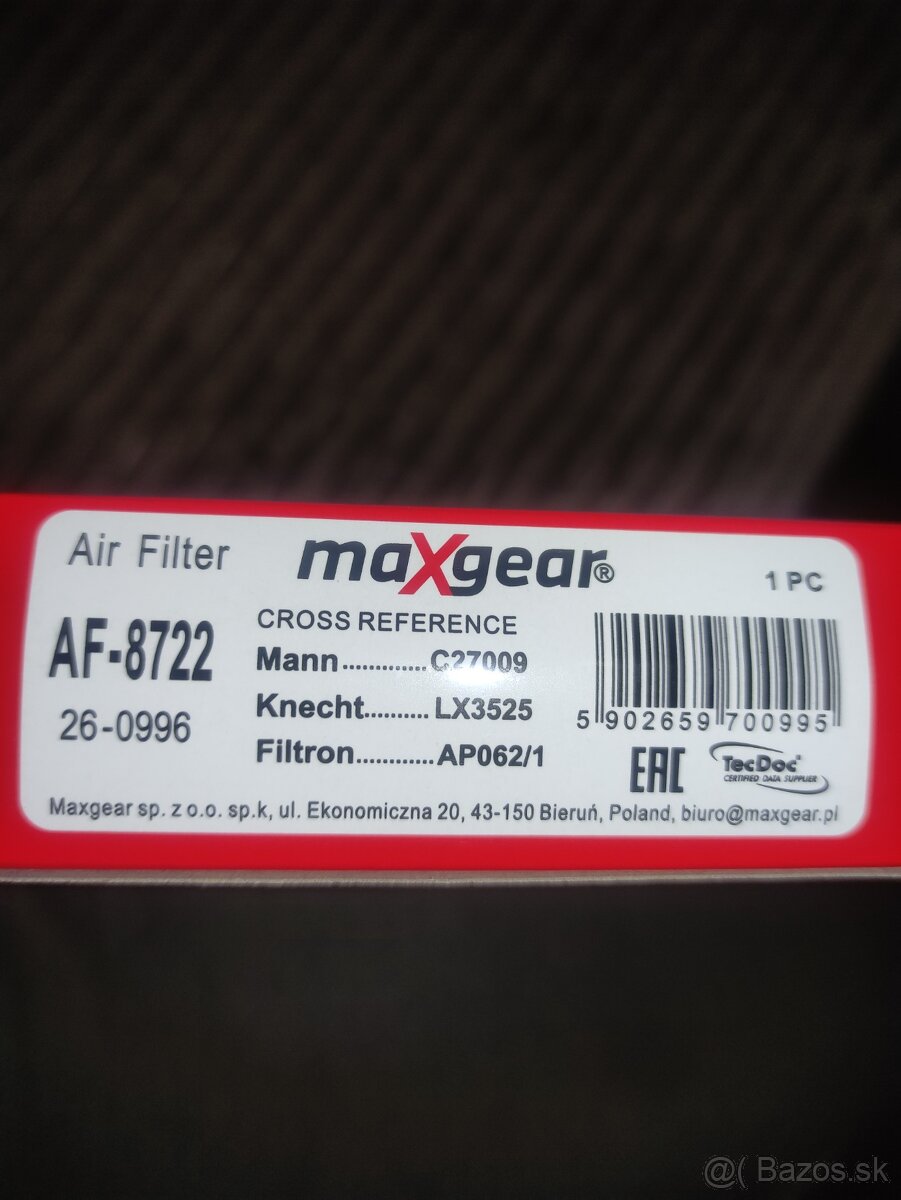 Air Filter
maXgear®
1 PC
AF-8722
26-0996
CROSS REFERENCE
Mann.............C27009
Knecht..........LX3525
Filtron............AP062/1
5 902659 700995
EAC
TecDoc
CERTIFIED DATA SUPPLIER
Maxgear sp. z o.o. sp.k, ul. Ekonomiczna 20, 43-150 Bieruń, Poland, biuro@maxgear.pl
@( Bazos.sk